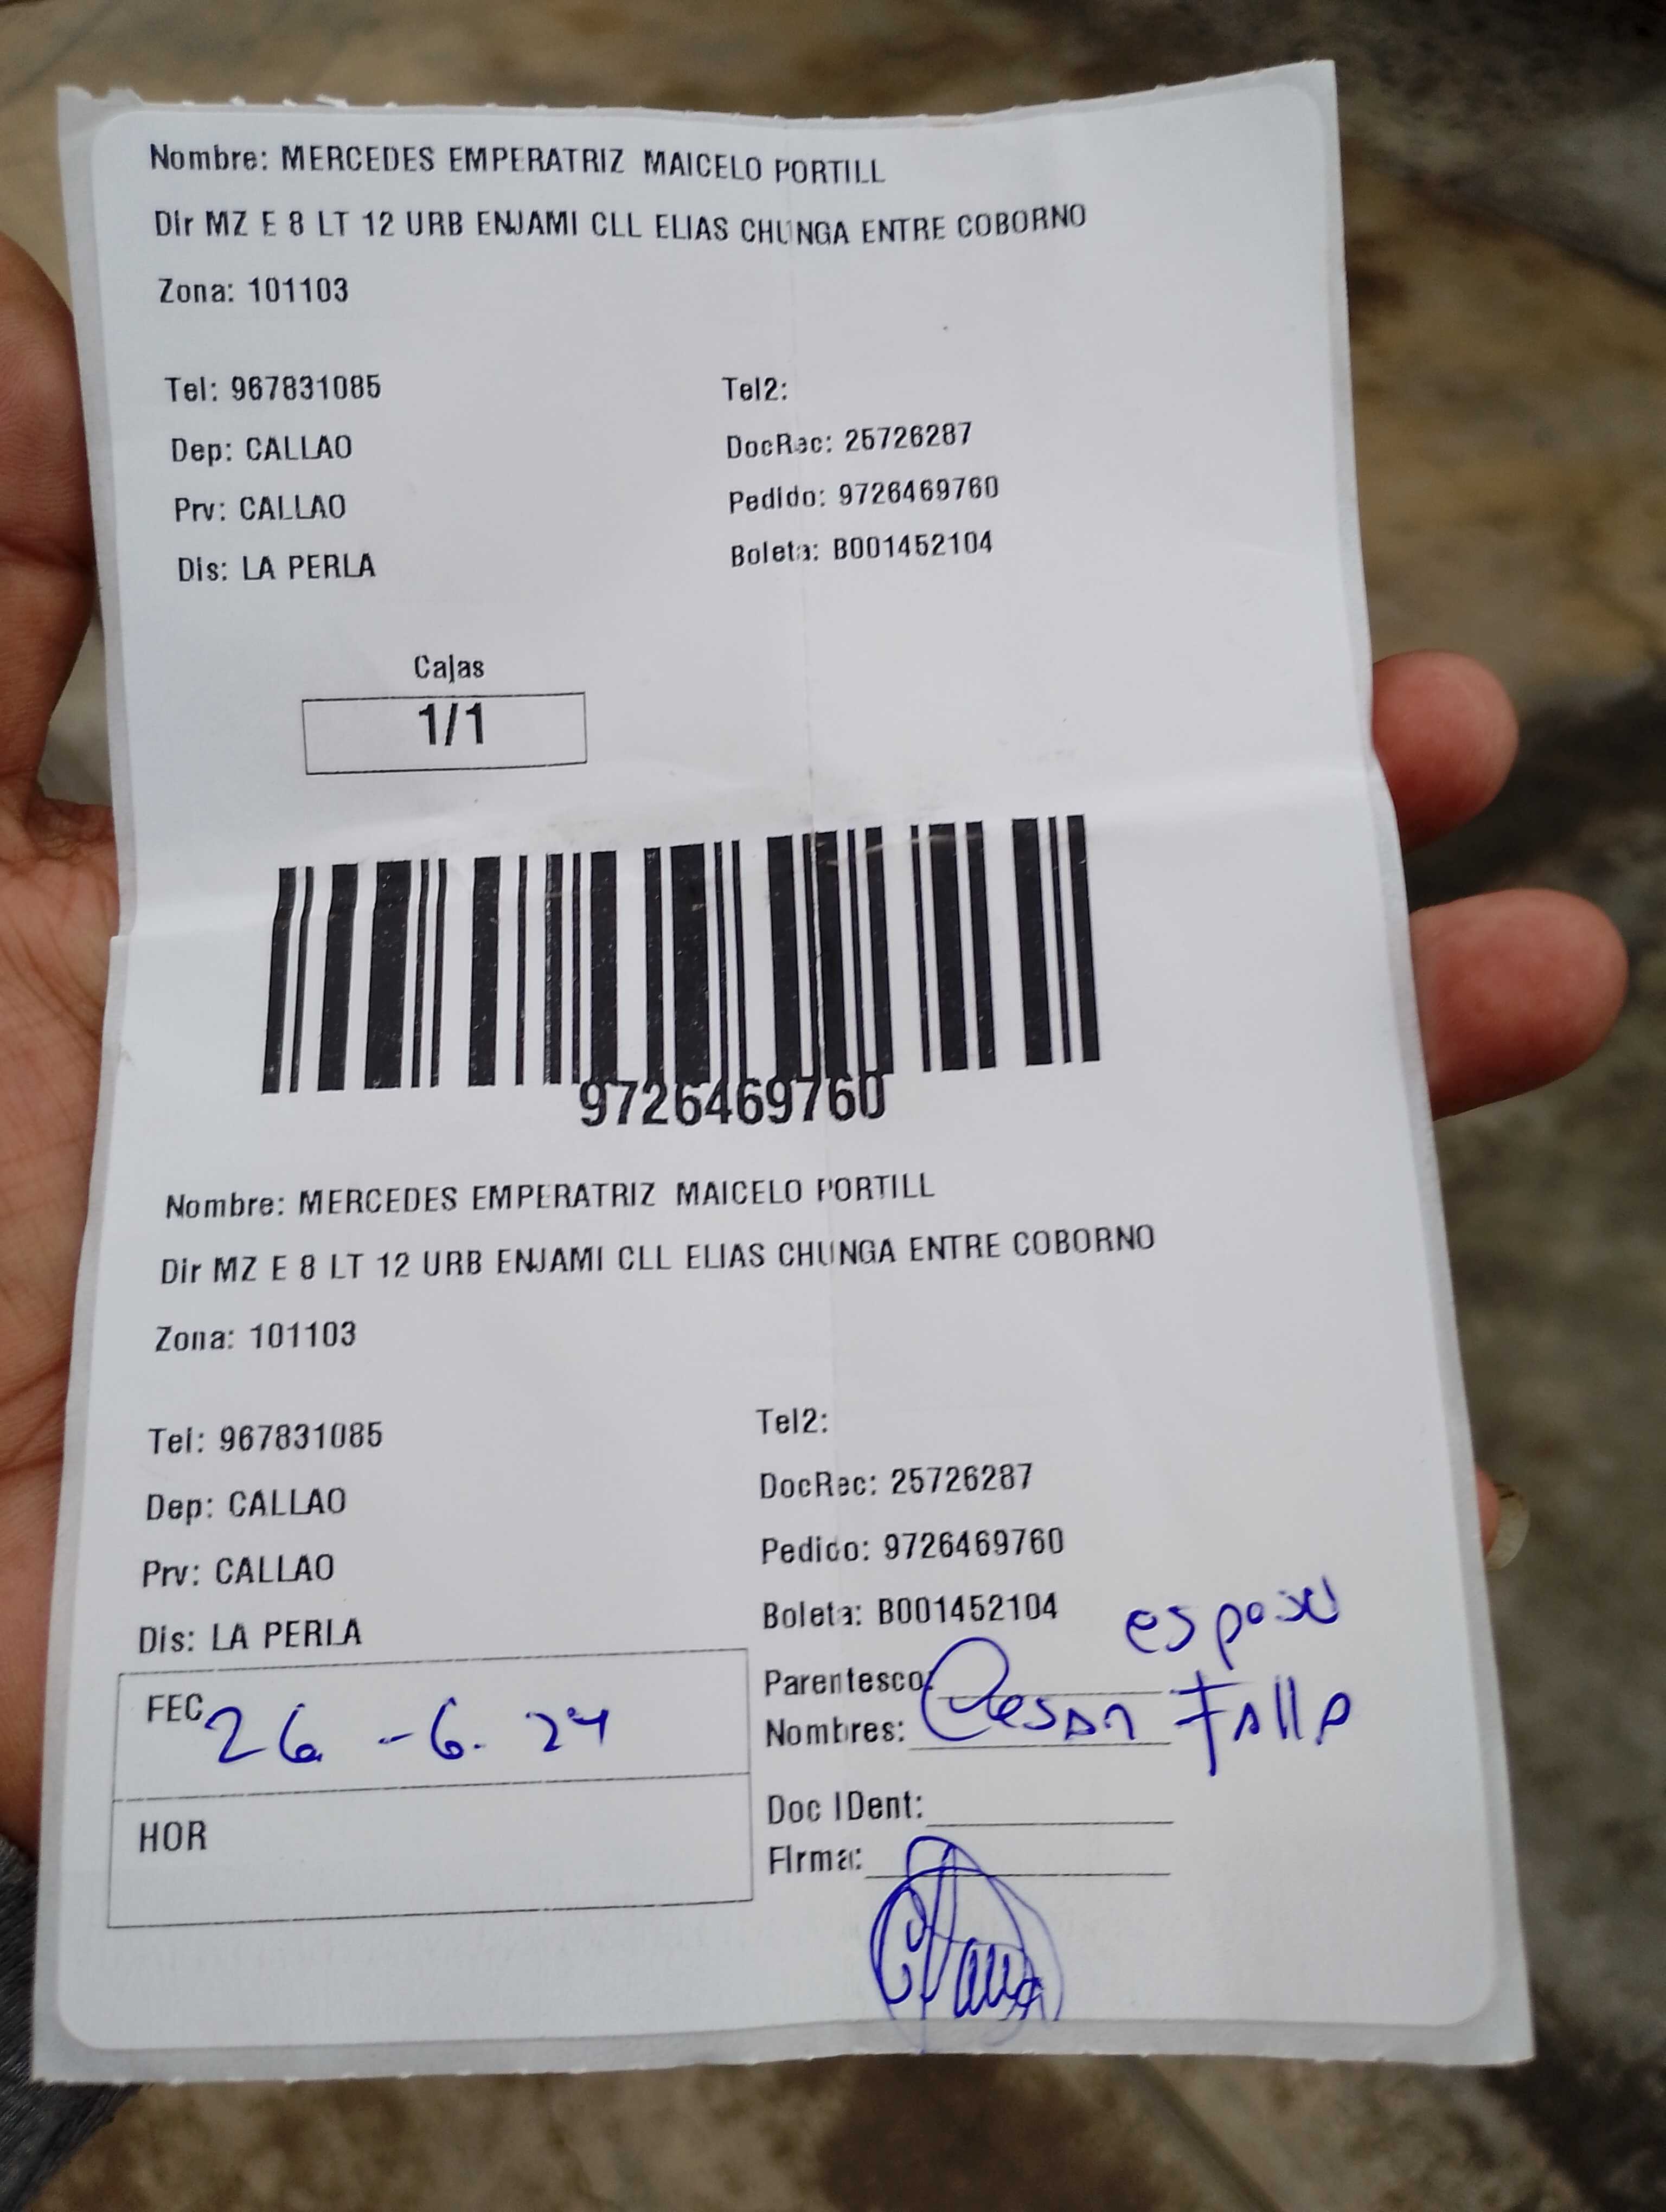 Nombre: MERCEDES EMPERATRIZ MAICELO PORTILL
Dir MZ E 8 LT 12 URB ENJAMI CLL ELIAS CHUNGA ENTRE COBORNO
Zona: 101103
Tel: 967831085 Tel2:
Dep: CALLAO DocRec: 25726287
Prv: CALLAO Pedido: 9726469760
Dis: LA PERLA Boleta: B001452104
Cajas
1/1
9726469760
Nombre: MERCEDES EMPERATRIZ MAICELO PORTILL
Dir MZ E 8 LT 12 URB ENJAMI CLL ELIAS CHUNGA ENTRE COBORNO
Zona: 101103
Tel: 967831085 Tel2:
Dep: CALLAO DocRec: 25726287
Prv: CALLAO Pedido: 9726469760
Dis: LA PERLA Boleta: B001452104
Parentesco:
FEC 26-6.24 Nombres:
Doc IDent:
HOR Firma: